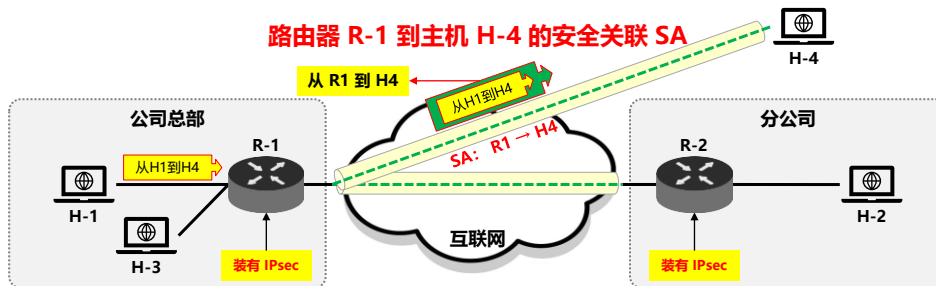 路由器 R-1 到主机 H-4 的安全关联 SA
H-4
从 R1 到 H4
从H1到H4
公司总部
分公司
R-1
SA： R1 → H4
R-2
从H1到H4
H-1
H-2
H-3
互联网
装有 IPsec
装有 IPsec